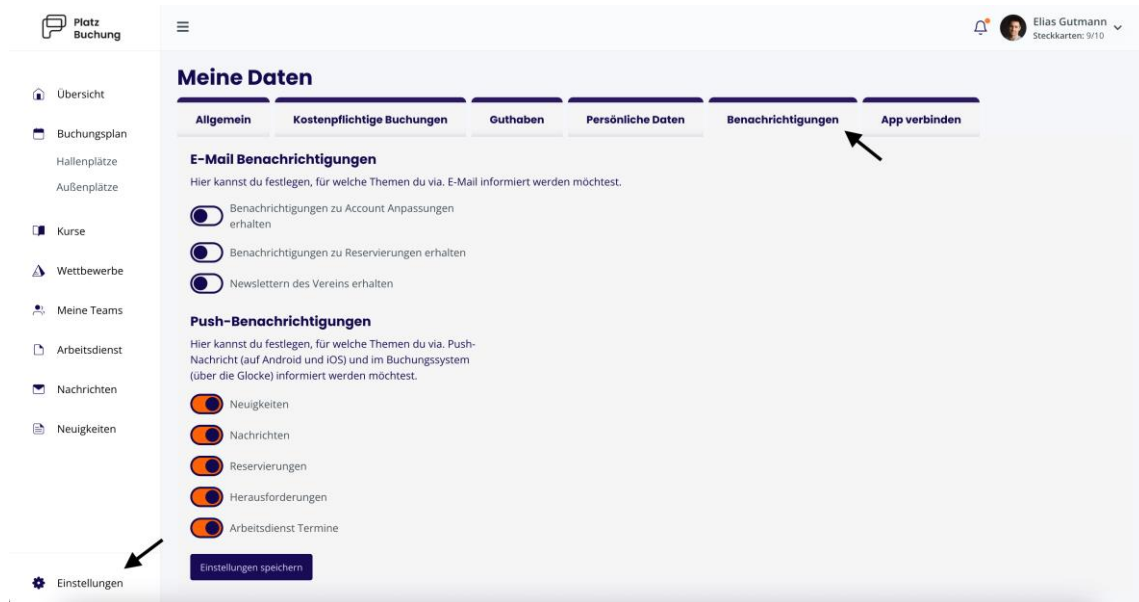 Platz
Buchung
Elias Gutmann
Steckkarten: 9/10
Übersicht
Buchungsplan
Hallenplätze
Außenplätze
Kurse
Wettbewerbe
Meine Teams
Arbeitsdienst
Nachrichten
Neuigkeiten
Einstellungen
Meine Daten
Allgemein
Kostenpflichtige Buchungen
Guthaben
Persönliche Daten
Benachrichtigungen
App verbinden
E-Mail Benachrichtigungen
Hier kannst du festlegen, für welche Themen du via. E-Mail informiert werden möchtest.
Benachrichtigungen zu Account Anpassungen
erhalten
Benachrichtigungen zu Reservierungen erhalten
Newslettern des Vereins erhalten
Push-Benachrichtigungen
Hier kannst du festlegen, für welche Themen du via. Push-
Nachricht (auf Android und iOS) und im Buchungssystem
(über die Glocke) informiert werden möchtest.
Neuigkeiten
Nachrichten
Reservierungen
Herausforderungen
Arbeitsdienst Termine
Einstellungen speichern